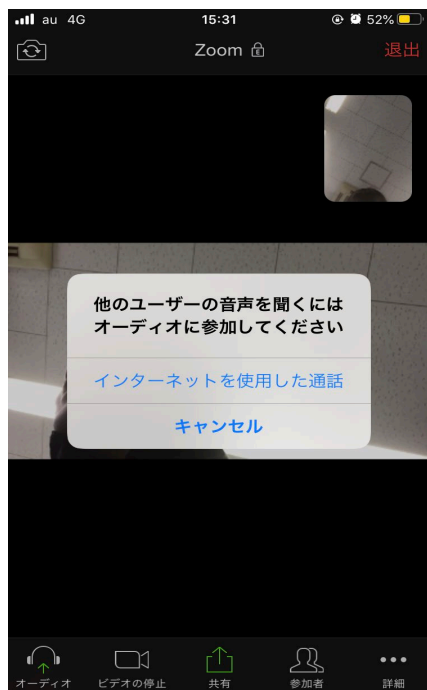 au 4G 15:31 52%
Zoom 退出
他のユーザーの音声を聞くには
オーディオに参加してください
インターネットを使用した通話
キャンセル
オーディオ ビデオの停止 共有 参加者 詳細